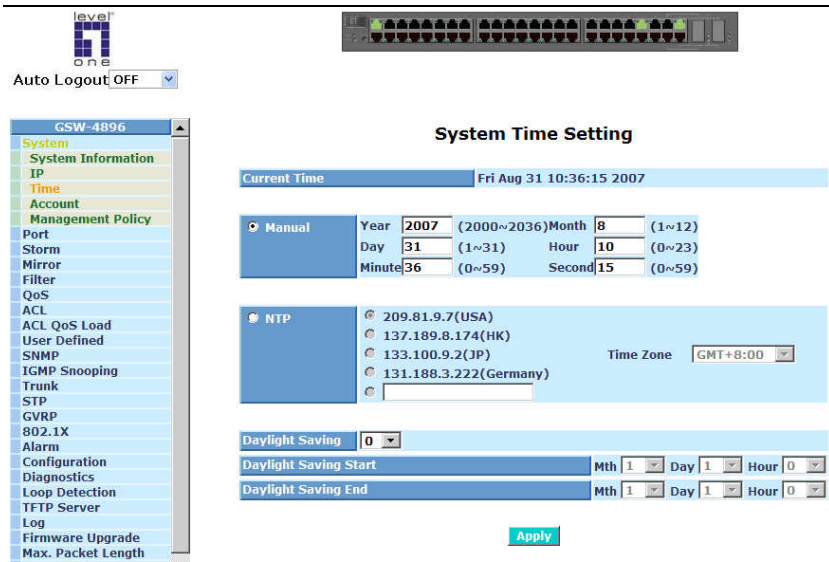 level
one
Auto Logout OFF
GSW-4896
System
System Information
IP
Time
Account
Management Policy
Port
Storm
Mirror
Filter
QoS
ACL
ACL QoS Load
User Defined
SNMP
IGMP Snooping
Trunk
STP
GVRP
802.1X
Alarm
Configuration
Diagnostics
Loop Detection
TFTP Server
Log
Firmware Upgrade
Max. Packet Length
System Time Setting
Current Time Fri Aug 31 10:36:15 2007
Manual Year 2007 (2000~2036) Month 8 (1~12)
Day 31 (1~31) Hour 10 (0~23)
Minute 36 (0~59) Second 15 (0~59)
NTP 209.81.9.7(USA)
137.189.8.174(HK)
133.100.9.2(JP) Time Zone GMT+8:00
131.188.3.222(Germany)
Daylight Saving 0
Daylight Saving Start Mth 1 Day 1 Hour 0
Daylight Saving End Mth 1 Day 1 Hour 0
Apply